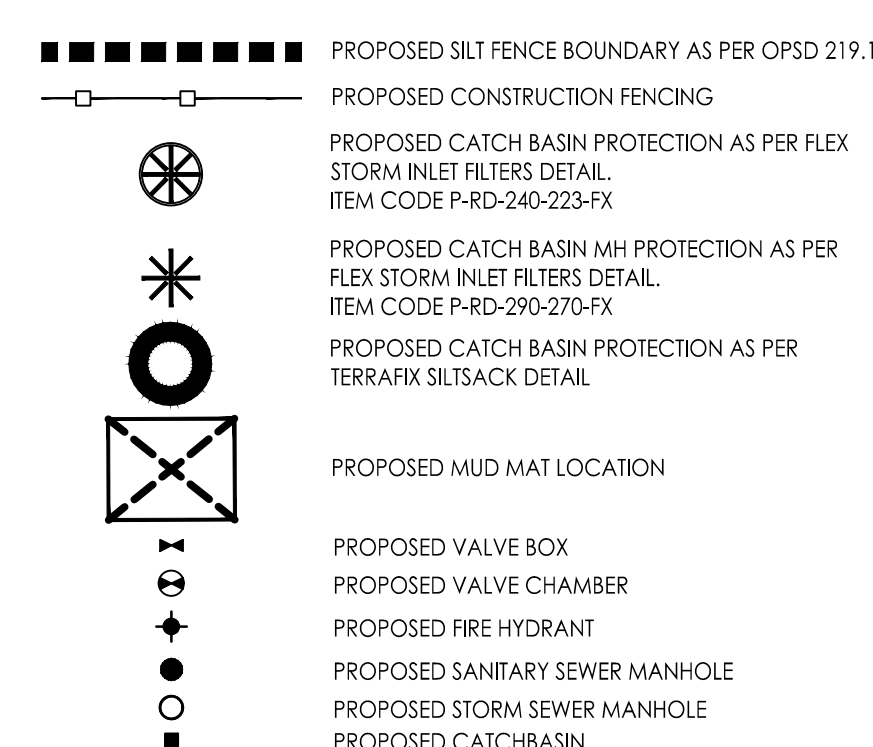 PROPOSED SILT FENCE BOUNDARY AS PER OPSD 219.1
PROPOSED CONSTRUCTION FENCING
PROPOSED CATCH BASIN PROTECTION AS PER FLEX
STORM INLET FILTERS DETAIL.
ITEM CODE P-RD-240-223-FX
PROPOSED CATCH BASIN MH PROTECTION AS PER
FLEX STORM INLET FILTERS DETAIL.
ITEM CODE P-RD-290-270-FX
PROPOSED CATCH BASIN PROTECTION AS PER
TERRAFIX SILTSACK DETAIL
PROPOSED MUD MAT LOCATION
PROPOSED VALVE BOX
PROPOSED VALVE CHAMBER
PROPOSED FIRE HYDRANT
PROPOSED SANITARY SEWER MANHOLE
PROPOSED STORM SEWER MANHOLE
PROPOSED CATCHBASIN